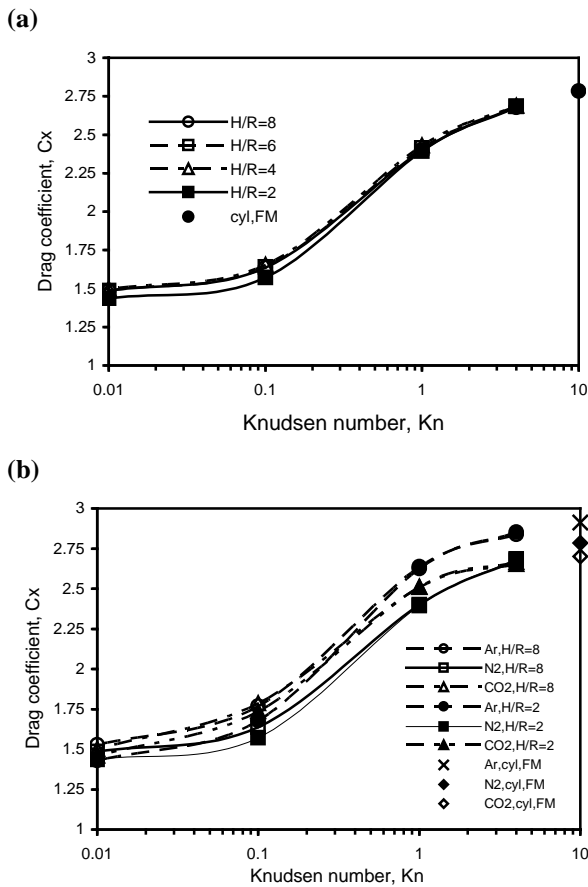 (a)
3
2.75
2.5
2.25
2
1.75
1.5
1.25
1
Drag coefficient, Cx
H/R=8
H/R=6
H/R=4
H/R=2
cyl,FM
0.01
0.1
1
10
Knudsen number, Kn
(b)
3
2.75
2.5
2.25
2
1.75
1.5
1.25
1
Drag coefficient, Cx
Ar,H/R=8
N2,H/R=8
CO2,H/R=8
Ar,H/R=2
N2,H/R=2
CO2,H/R=2
Ar,cyl,FM
N2,cyl,FM
CO2,cyl,FM
0.01
0.1
1
10
Knudsen number, Kn